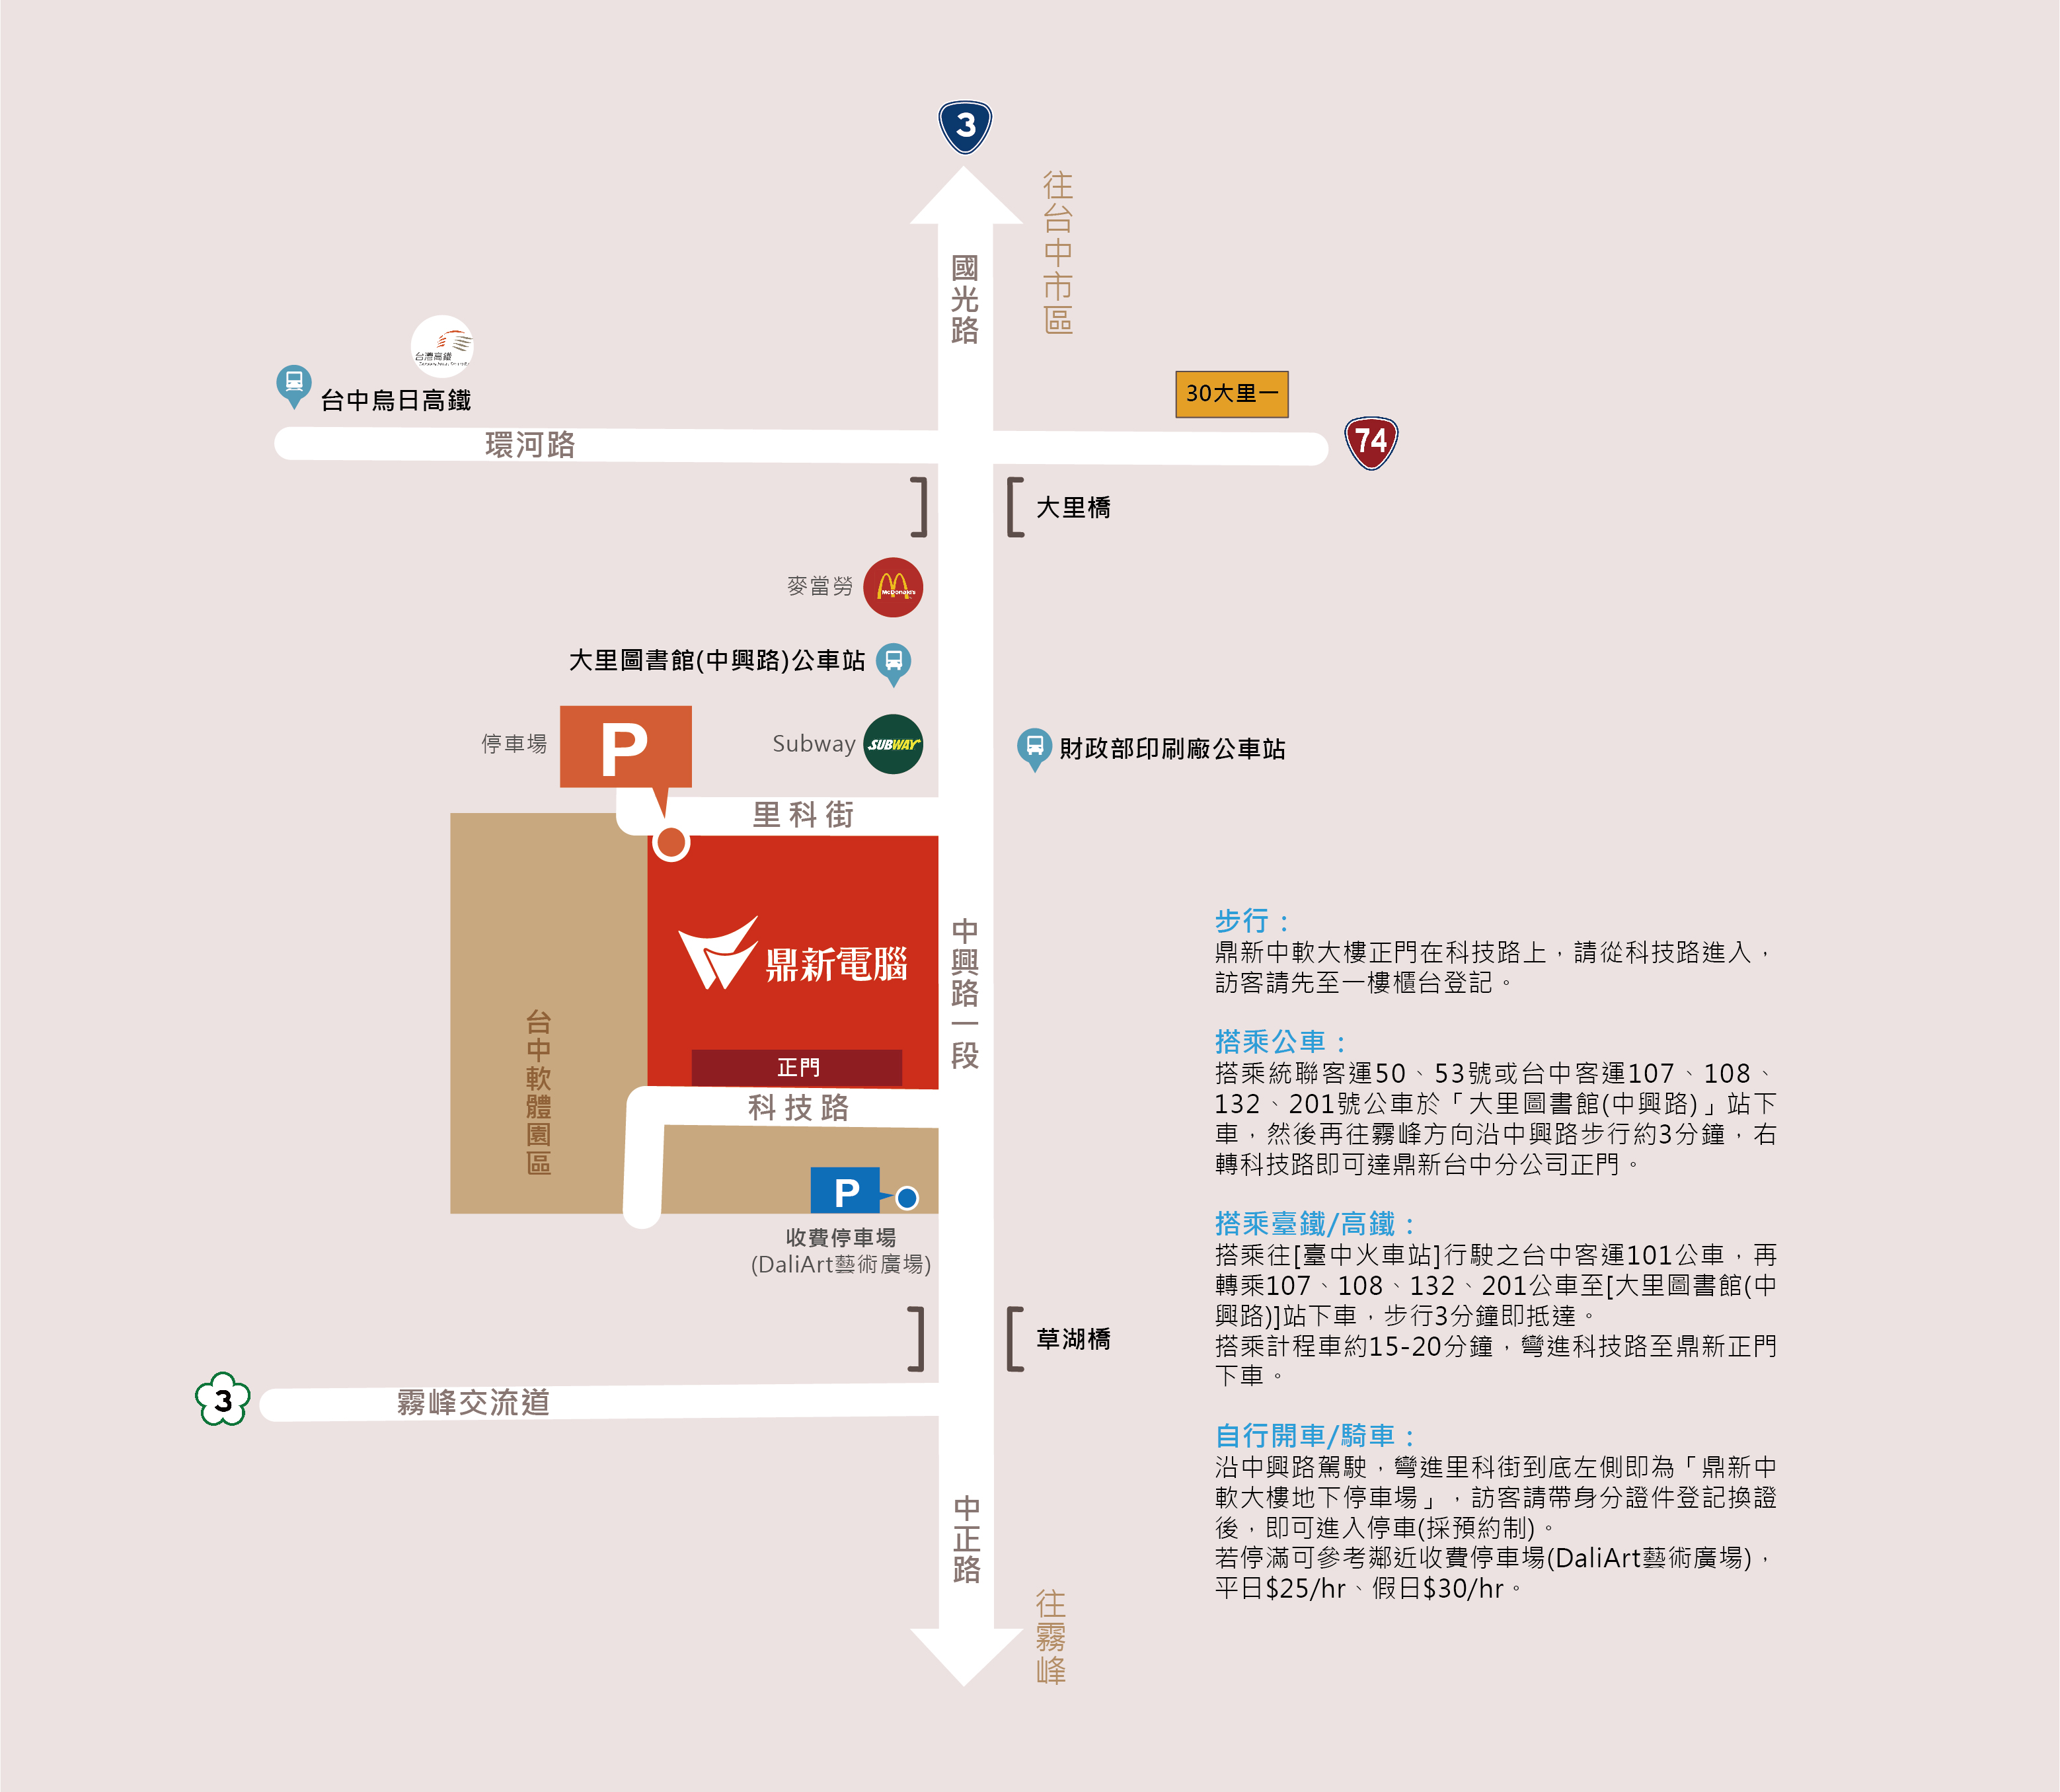 3
往台中市區
國光路
台灣高鐵
台中烏日高鐵
30大里一
74
環河路
大里橋
麥當勞
McDonald's
大里圖書館(中興路)公車站
停車場
P
Subway
SUBWAY
財政部印刷廠公車站
里科街
鼎新電腦
中興路一段
台中軟體園區
正門
科技路
P
收費停車場
(DaliArt藝術廣場)
草湖橋
3
霧峰交流道
中正路
往霧峰
步行：
鼎新中軟大樓正門在科技路上，請從科技路進入，
訪客請先至一樓櫃台登記。
搭乘公車：
搭乘統聯客運50、53號或台中客運107、108、
132、201號公車於「大里圖書館(中興路)」站下
車，然後再往霧峰方向沿中興路步行約3分鐘，右
轉科技路即可達鼎新台中分公司正門。
搭乘臺鐵/高鐵：
搭乘往[臺中火車站]行駛之台中客運101公車，再
轉乘107、108、132、201公車至[大里圖書館(中
興路)]站下車，步行3分鐘即抵達。
搭乘計程車約15-20分鐘，彎進科技路至鼎新正門
下車。
自行開車/騎車：
沿中興路駕駛，彎進里科街到底左側即為「鼎新中
軟大樓地下停車場」，訪客請帶身分證件登記換證
後，即可進入停車(採預約制)。
若停滿可參考鄰近收費停車場(DaliArt藝術廣場)，
平日$25/hr、假日$30/hr。